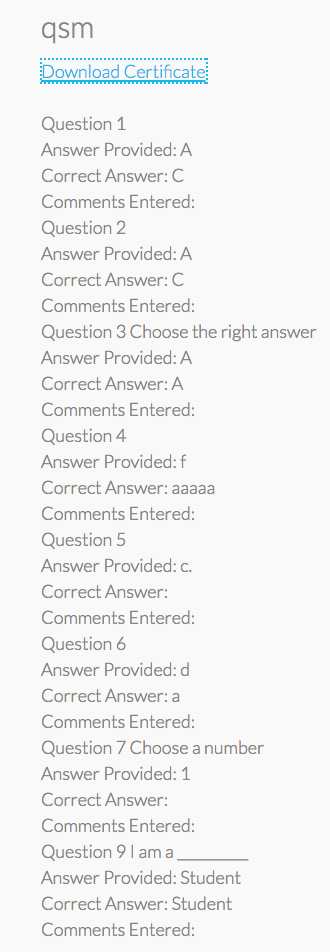 qsm
Download Certificate
Question 1
Answer Provided: A
Correct Answer: C
Comments Entered:
Question 2
Answer Provided: A
Correct Answer: C
Comments Entered:
Question 3 Choose the right answer
Answer Provided: A
Correct Answer: A
Comments Entered:
Question 4
Answer Provided: f
Correct Answer: aaaaa
Comments Entered:
Question 5
Answer Provided: c.
Correct Answer:
Comments Entered:
Question 6
Answer Provided: d
Correct Answer: a
Comments Entered:
Question 7 Choose a number
Answer Provided: 1
Correct Answer:
Comments Entered:
Question 9 I am a ________
Answer Provided: Student
Correct Answer: Student
Comments Entered: